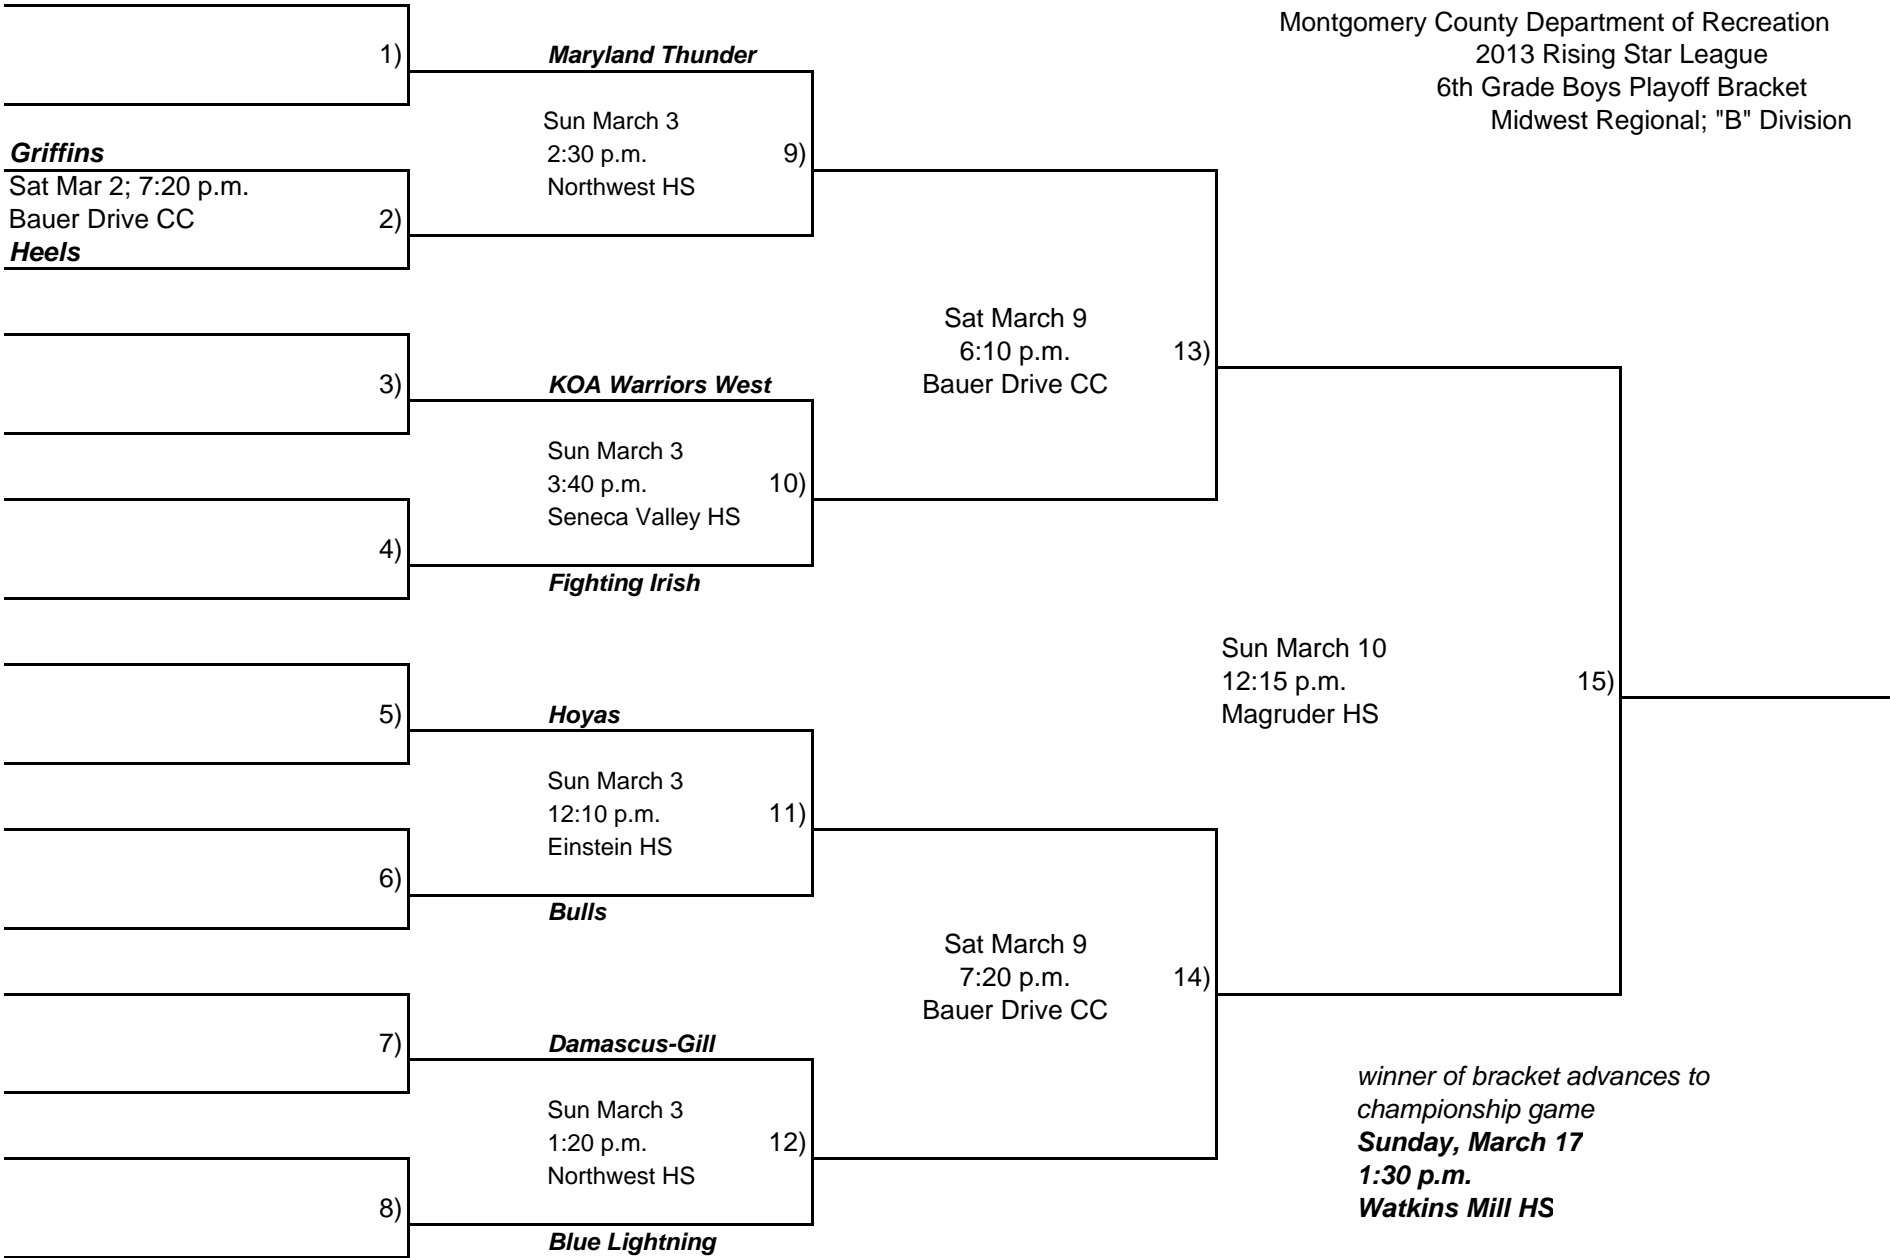 Montgomery County Department of Recreation
2013 Rising Star League
6th Grade Boys Playoff Bracket
Midwest Regional; "B" Division
1)
Griffins
Sat Mar 2; 7:20 p.m.
Bauer Drive CC
2)
Heels
3)
4)
5)
6)
7)
8)
Maryland Thunder
Sun March 3
2:30 p.m.
9)
Northwest HS
KOA Warriors West
Sun March 3
3:40 p.m.
10)
Seneca Valley HS
Fighting Irish
Hoyas
Sun March 3
12:10 p.m.
11)
Einstein HS
Bulls
Damascus-Gill
Sun March 3
1:20 p.m.
12)
Northwest HS
Blue Lightning
Sat March 9
6:10 p.m.
13)
Bauer Drive CC
Sat March 9
7:20 p.m.
14)
Bauer Drive CC
Sun March 10
12:15 p.m.
15)
Magruder HS
winner of bracket advances to
championship game
Sunday, March 17
1:30 p.m.
Watkins Mill HS